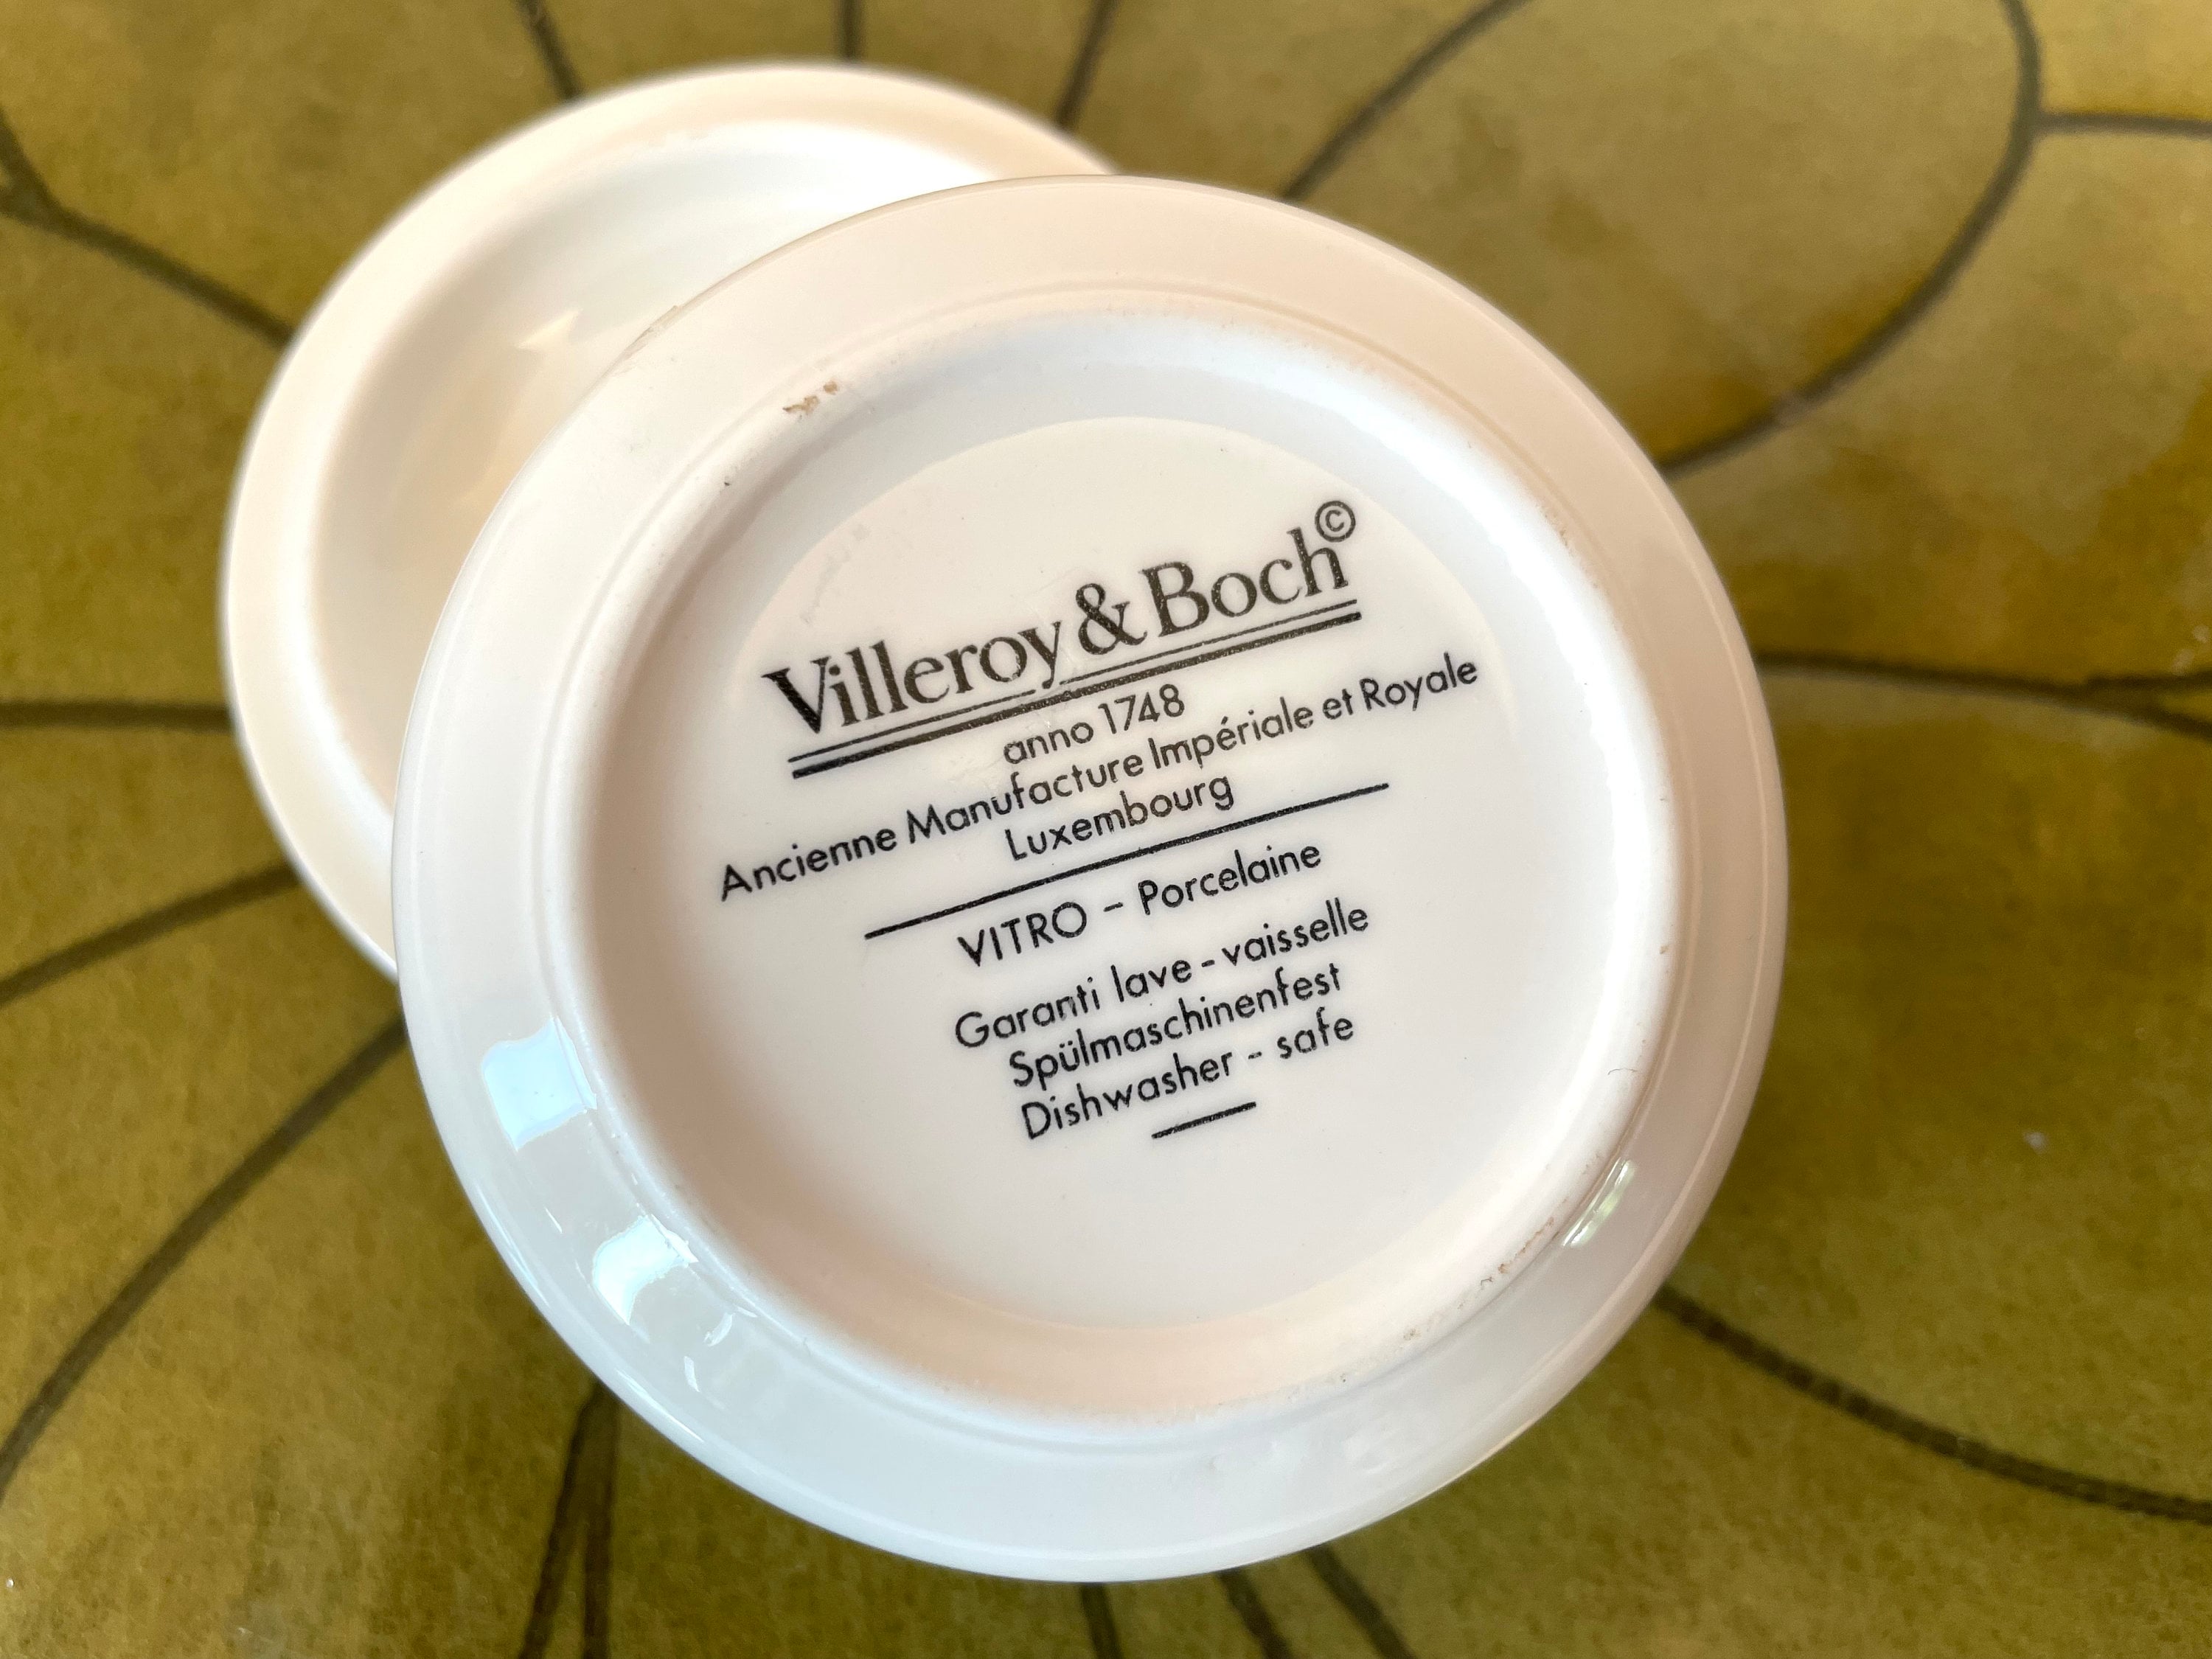 Villeroy & Boch©
anno 1748
Ancienne Manufacture Impériale et Royale
Luxembourg
VITRO - Porcelaine
Garanti lave-vaisselle
Spülmaschinenfest
Dishwasher - safe